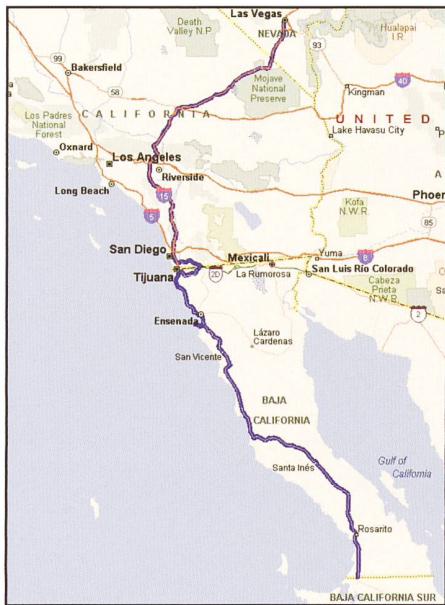 Las Vegas
Death
Valley N.P.
NEVADA
Hualapai
I.R.
93
99
Bakersfield
58
Mojave
National
Preserve
Kingman
40
Los Padres
National
Forest
CALIFORNIA
UNITED
Lake Havasu City
Oxnard
Los Angeles
Riverside
Long Beach
15
5
Kofa
N.W.R.
Phoer
85
San Diego
Mexicali
Yuma
8
Tijuana
2D
La Rumorosa
San Luis Río Colorado
Cabeza
Prieta
N.W.R.
2
Ensenada
San Vicente
Lázaro
Cardenas
BAJA
CALIFORNIA
Santa Inés
Gulf of
California
Rosarito
BAJA CALIFORNIA SUR